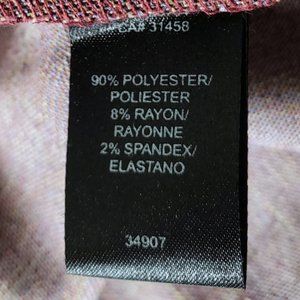 CA# 31458
90% POLYESTER/
POLIESTER
8% RAYON/
RAYONNE
2% SPANDEX/
ELASTANO
34907